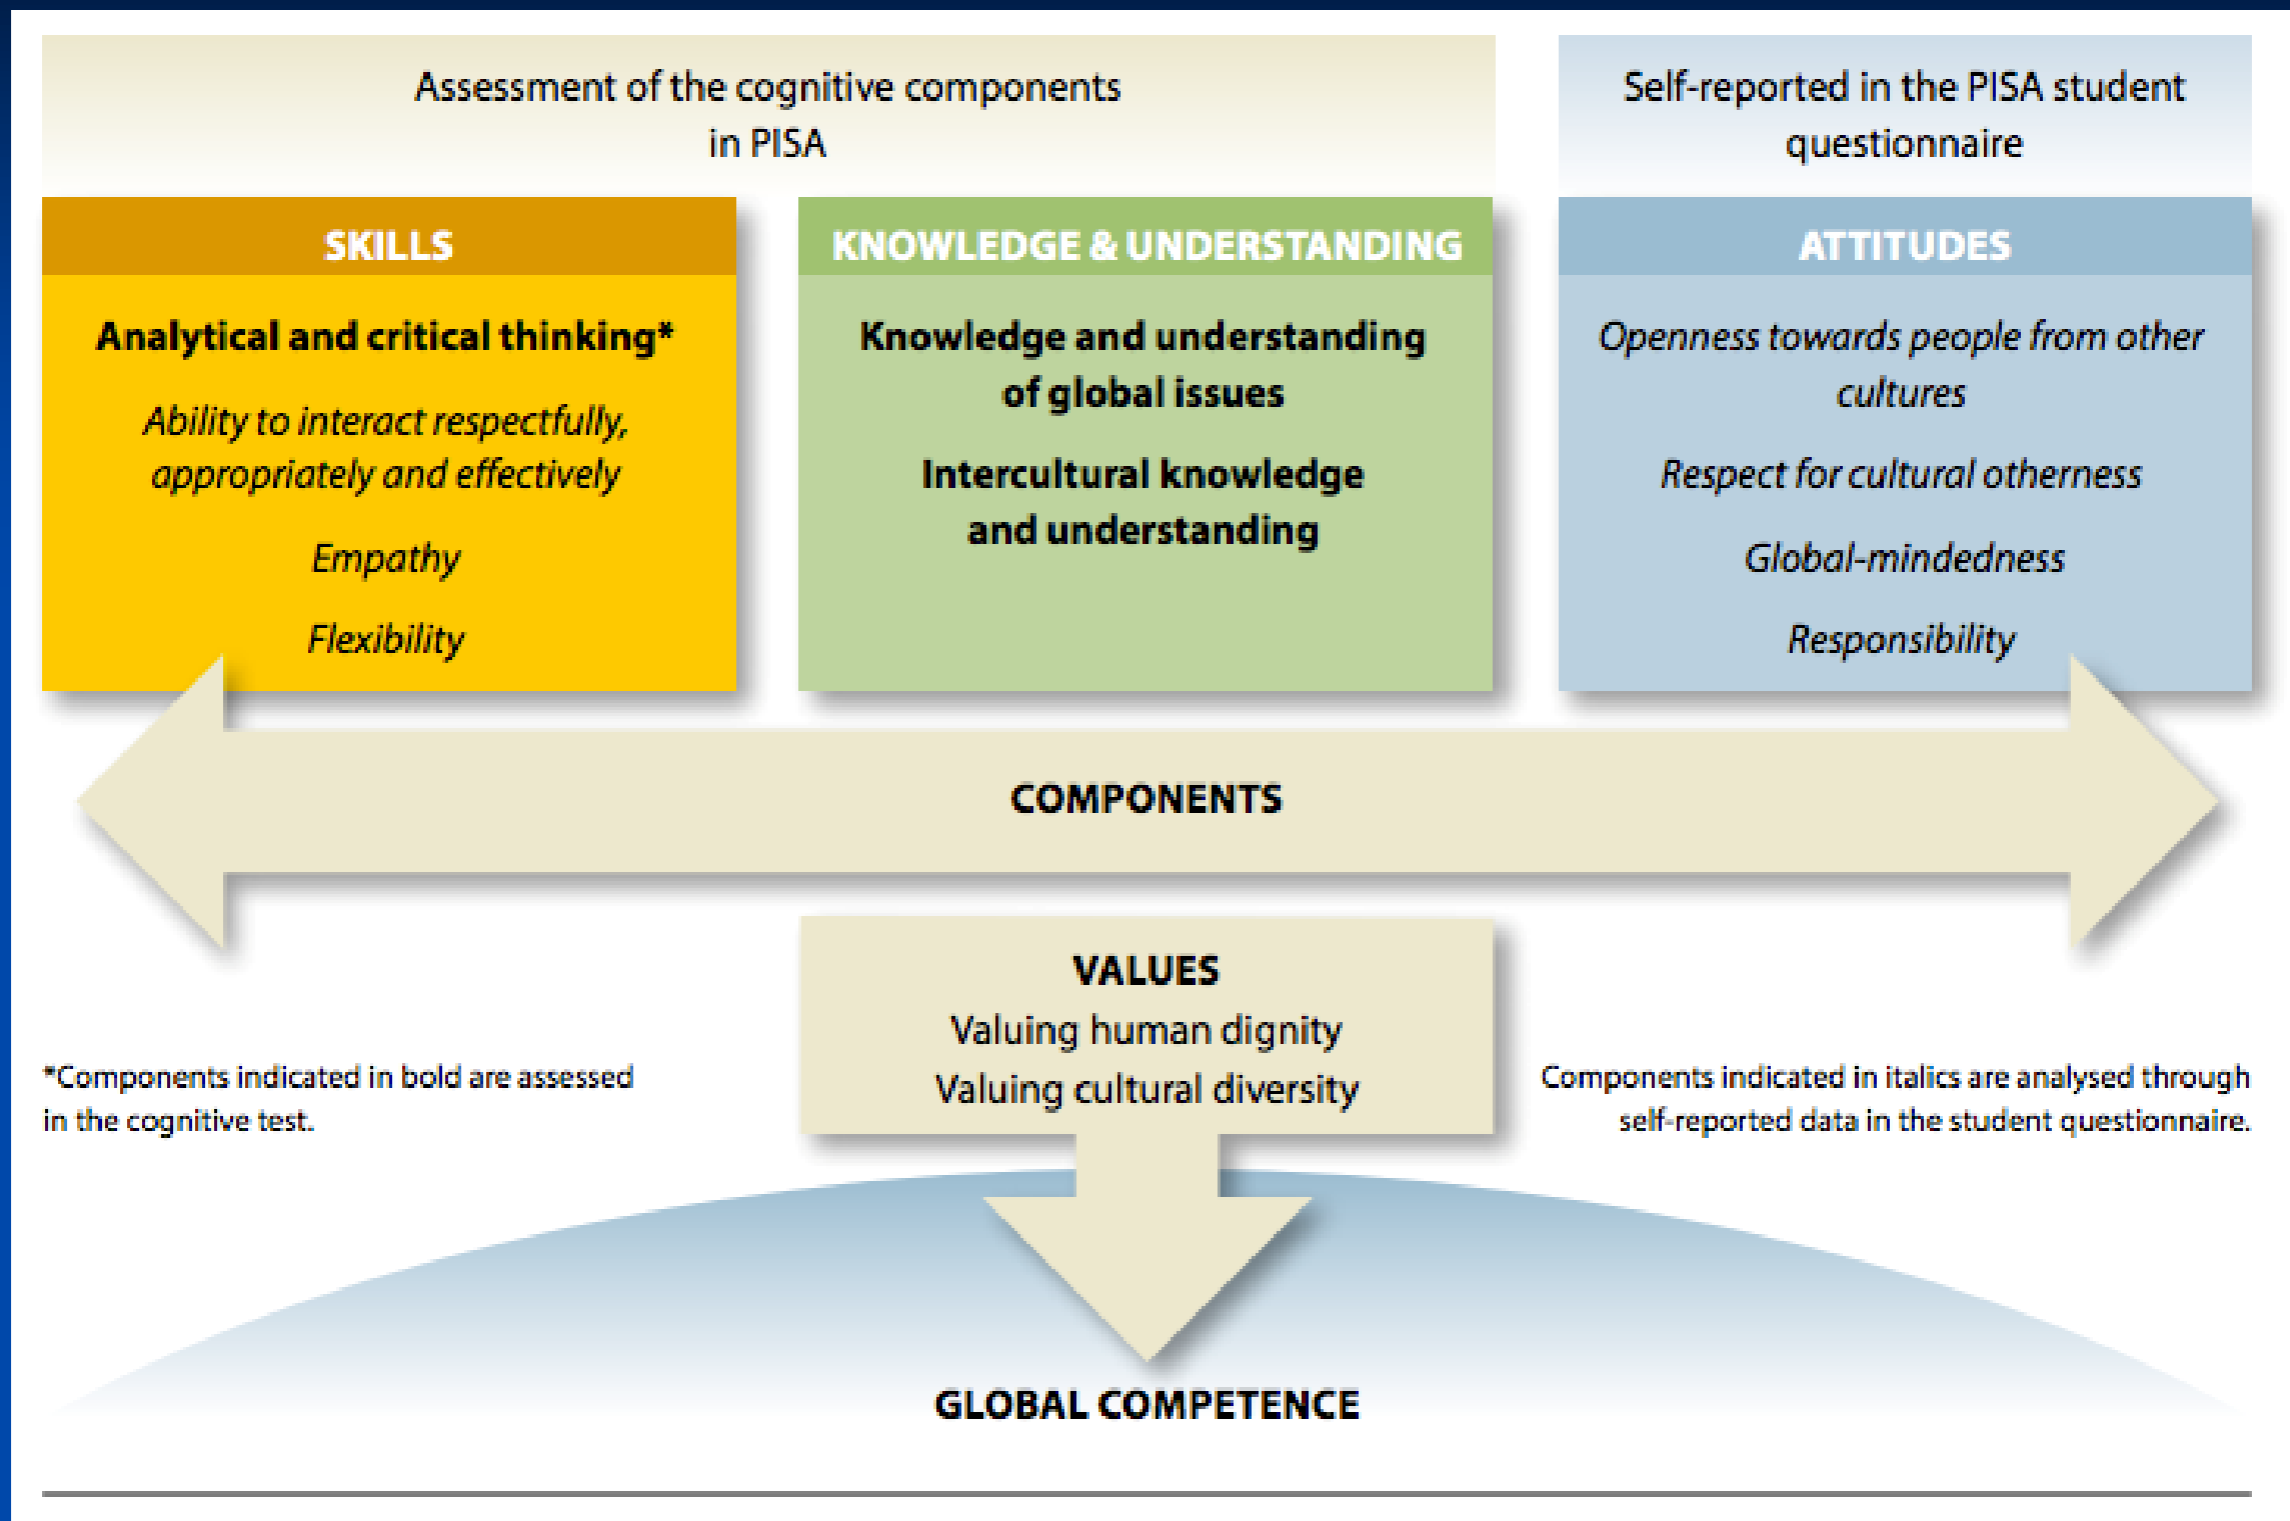 Assessment of the cognitive components
in PISA
Self-reported in the PISA student
questionnaire
SKILLS
Analytical and critical thinking*
Ability to interact respectfully,
appropriately and effectively
Empathy
Flexibility
KNOWLEDGE & UNDERSTANDING
Knowledge and understanding
of global issues
Intercultural knowledge
and understanding
ATTITUDES
Openness towards people from other
cultures
Respect for cultural otherness
Global-mindedness
Responsibility
COMPONENTS
VALUES
Valuing human dignity
Valuing cultural diversity
*Components indicated in bold are assessed
in the cognitive test.
Components indicated in italics are analysed through
self-reported data in the student questionnaire.
GLOBAL COMPETENCE